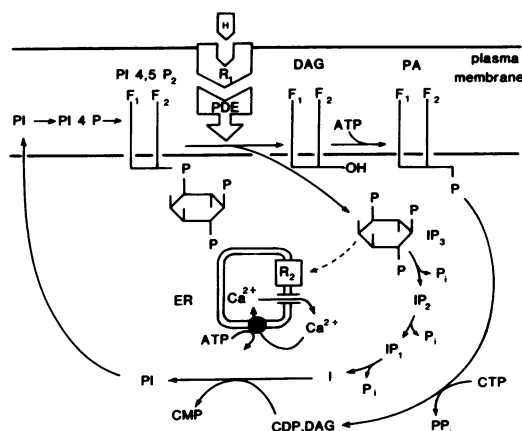 H
R1
PI 4,5 P2
DAG
PA
plasma
membrane
F1 F2
PDE
F1 F2
F1 F2
PI → PI 4 P →
ATP
OH
P
P
P
P
P
P
P
IP3
R2
Pi
ER
Ca2+
IP2
Ca2+
Pi
ATP
IP1
PI
I
Pi
CTP
CMP
CDP.DAG
PPi